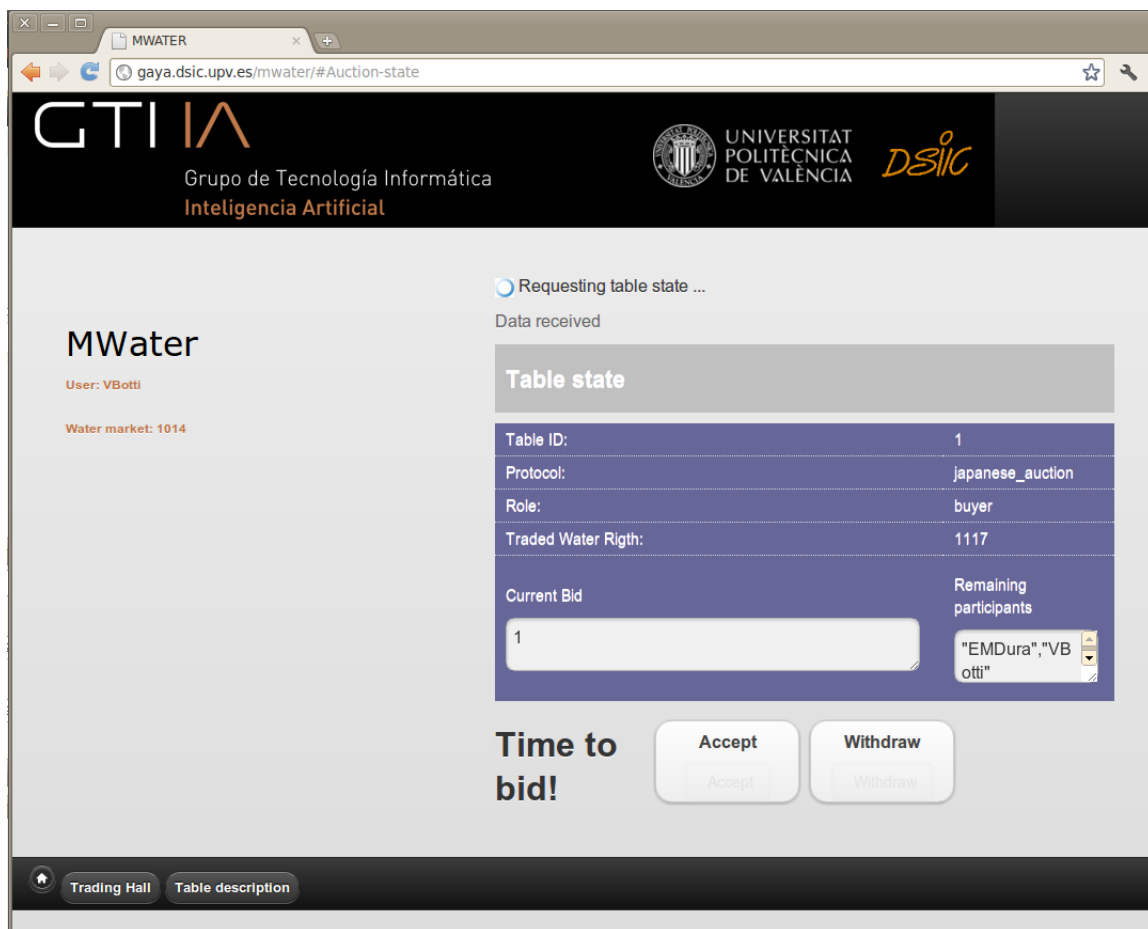 MWATER
gaya.dsic.upv.es/mwater/#Auction-state
GTI IA
Grupo de Tecnología Informática
Inteligencia Artificial
UNIVERSITAT
POLITÈCNICA
DE VALÈNCIA
DSIIC
Requesting table state ...
Data received
MWater
User: VBotti
Water market: 1014
Table state
Table ID: 1
Protocol: japanese_auction
Role: buyer
Traded Water Rigth: 1117
Current Bid
Remaining
participants
1
"EMDura","VB
otti"
Time to
bid!
Accept
Accept
Withdraw
Withdraw
Trading Hall
Table description